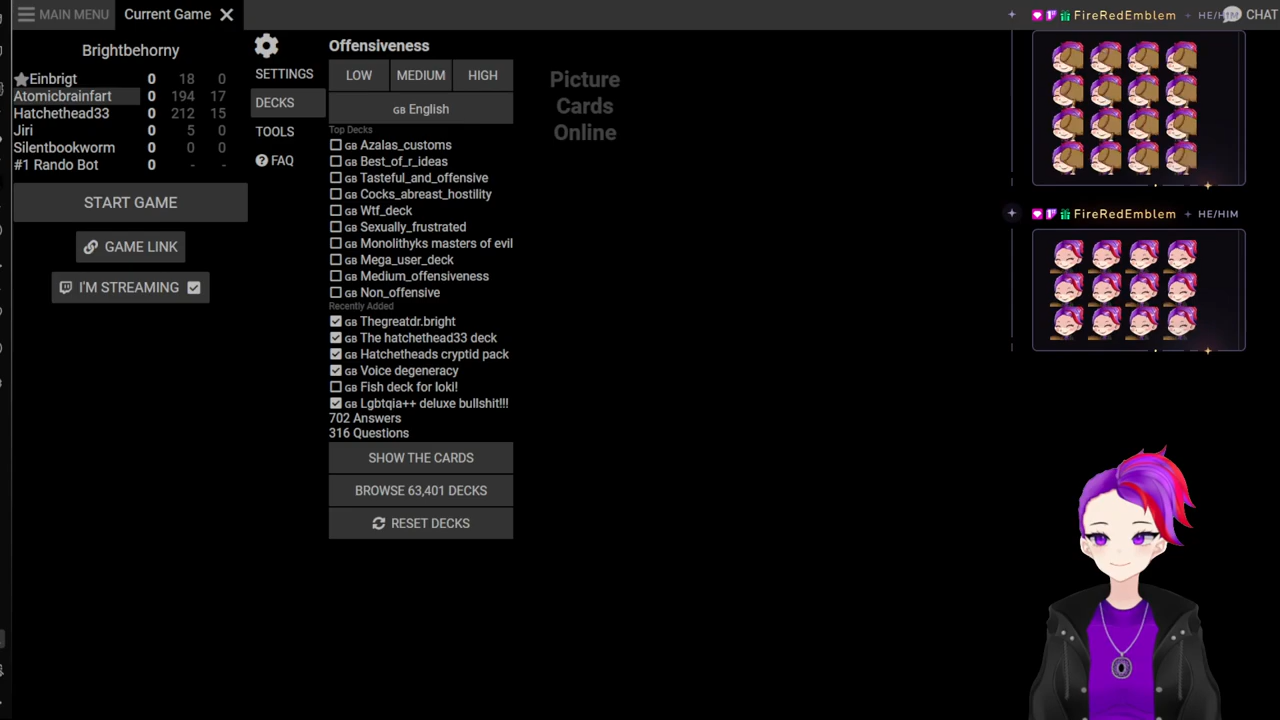 MAIN MENU
Current Game
Brightbehorny
Einbrigt 0 18 0
Atomicbrainfart 0 194 17
Hatchethead33 0 212 15
Jiri 0 5 0
Silentbookworm 0 0 0
#1 Rando Bot 0 - -
START GAME
GAME LINK
I'M STREAMING
SETTINGS
DECKS
TOOLS
FAQ
Offensiveness
LOW MEDIUM HIGH
GB English
Top Decks
GB Azalas_customs
GB Best_of_r_ideas
GB Tasteful_and_offensive
GB Cocks_abreast_hostility
GB Wtf_deck
GB Sexually_frustrated
GB Monolithyks masters of evil
GB Mega_user_deck
GB Medium_offensiveness
GB Non_offensive
Recently Added
GB Thegreatdr.bright
GB The hatchethead33 deck
GB Hatchetheads cryptid pack
GB Voice degeneracy
GB Fish deck for loki!
GB Lgbtqia++ deluxe bullshit!!!
702 Answers
316 Questions
SHOW THE CARDS
BROWSE 63,401 DECKS
RESET DECKS
Picture
Cards
Online
FireRedEmblem HE/HIM
CHAT
FireRedEmblem HE/HIM